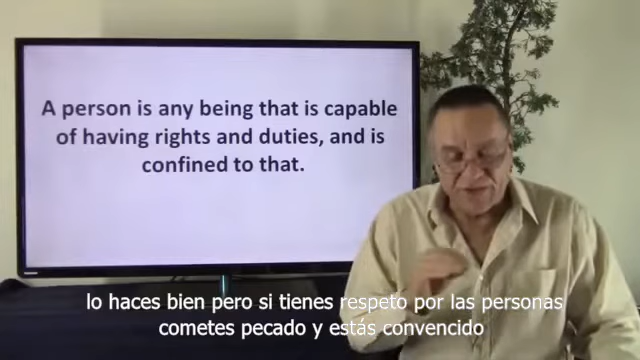 A person is any being that is capable
of having rights and duties, and is
confined to that.
lo haces bien pero si tienes respeto por las personas
cometes pecado y estás convencido